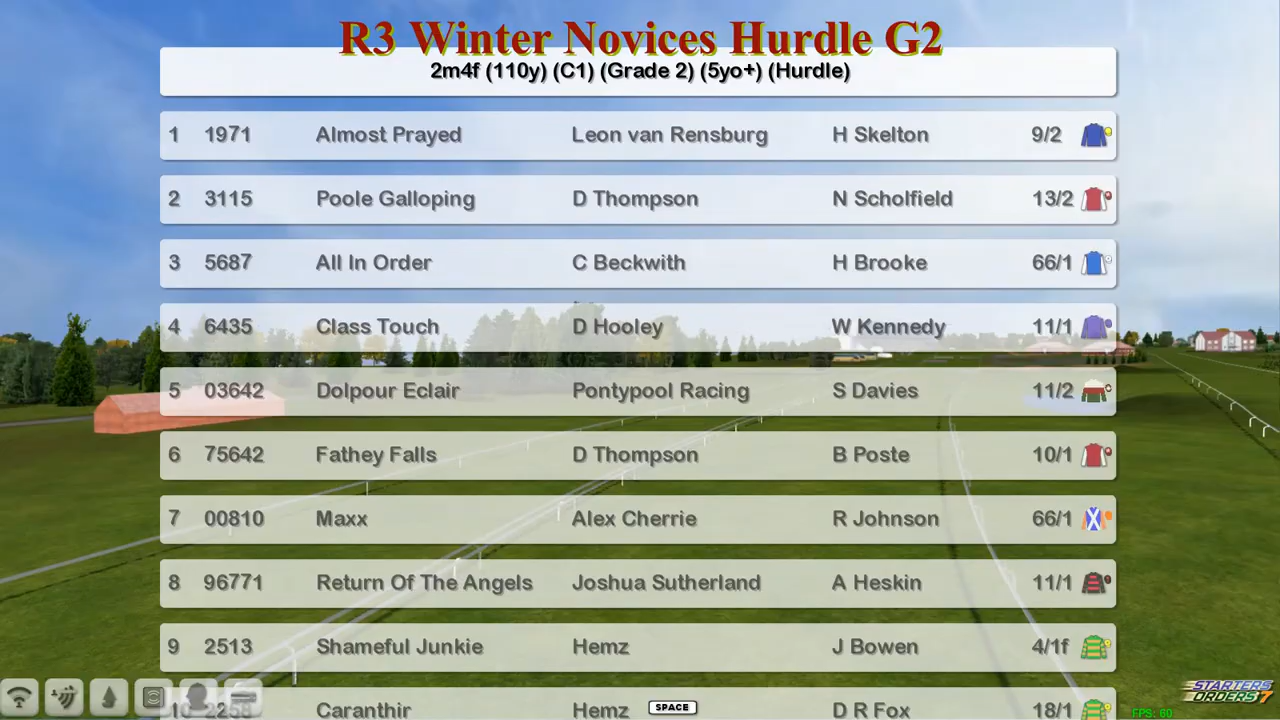 R3 Winter Novices Hurdle G2
2m4f (110y) (C1) (Grade 2) (5yo+) (Hurdle)
1 1971 Almost Prayed Leon van Rensburg H Skelton 9/2
2 3115 Poole Galloping D Thompson N Scholfield 13/2
3 5687 All In Order C Beckwith H Brooke 66/1
4 6435 Class Touch D Hooley W Kennedy 11/1
5 03642 Dolpour Eclair Pontypool Racing S Davies 11/2
6 75642 Fathey Falls D Thompson B Poste 10/1
7 00810 Maxx Alex Cherrie R Johnson 66/1
8 96771 Return Of The Angels Joshua Sutherland A Heskin 11/1
9 2513 Shameful Junkie Hemz J Bowen 4/1f
10 2258 Caranthir Hemz D R Fox 18/1
SPACE
STARTERS ORDERS 7
FPS: 60